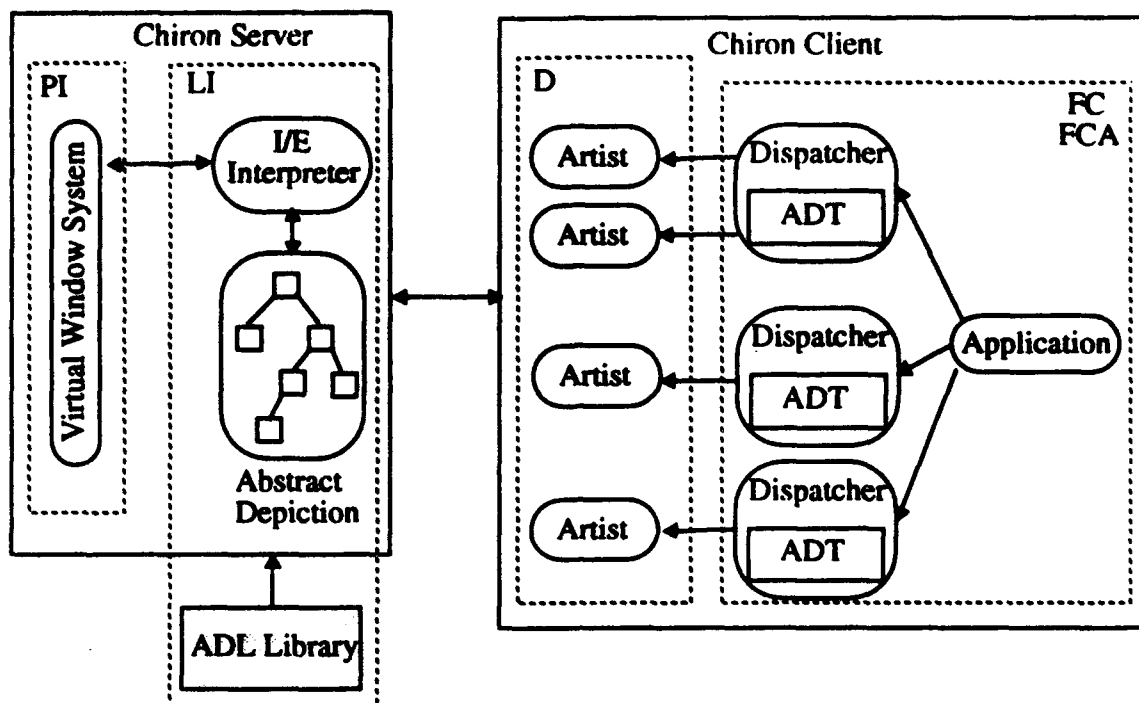 Chiron Server
PI
LI
Virtual Window System
I/E
Interpreter
Abstract
Depiction
ADL Library
Chiron Client
D
FC
FCA
Artist
Artist
Artist
Artist
Dispatcher
ADT
Dispatcher
ADT
Dispatcher
ADT
Application